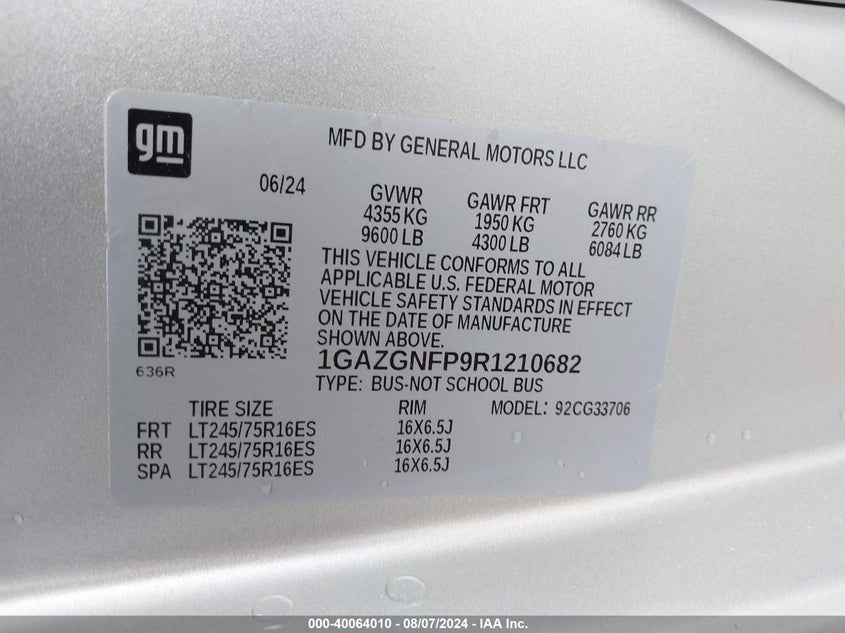 gm
MFD BY GENERAL MOTORS LLC
06/24
GVWR
4355 KG
9600 LB
GAWR FRT
1950 KG
4300 LB
GAWR RR
2760 KG
6084 LB
THIS VEHICLE CONFORMS TO ALL
APPLICABLE U.S. FEDERAL MOTOR
VEHICLE SAFETY STANDARDS IN EFFECT
ON THE DATE OF MANUFACTURE
SHOWN ABOVE.
636R
1GAZGNFP9R1210682
TYPE: BUS-NOT SCHOOL BUS
TIRE SIZE RIM MODEL: 92CG33706
FRT LT245/75R16ES 16X6.5J
RR LT245/75R16ES 16X6.5J
SPA LT245/75R16ES 16X6.5J
000-40064010 - 08/07/2024 - IAA Inc.